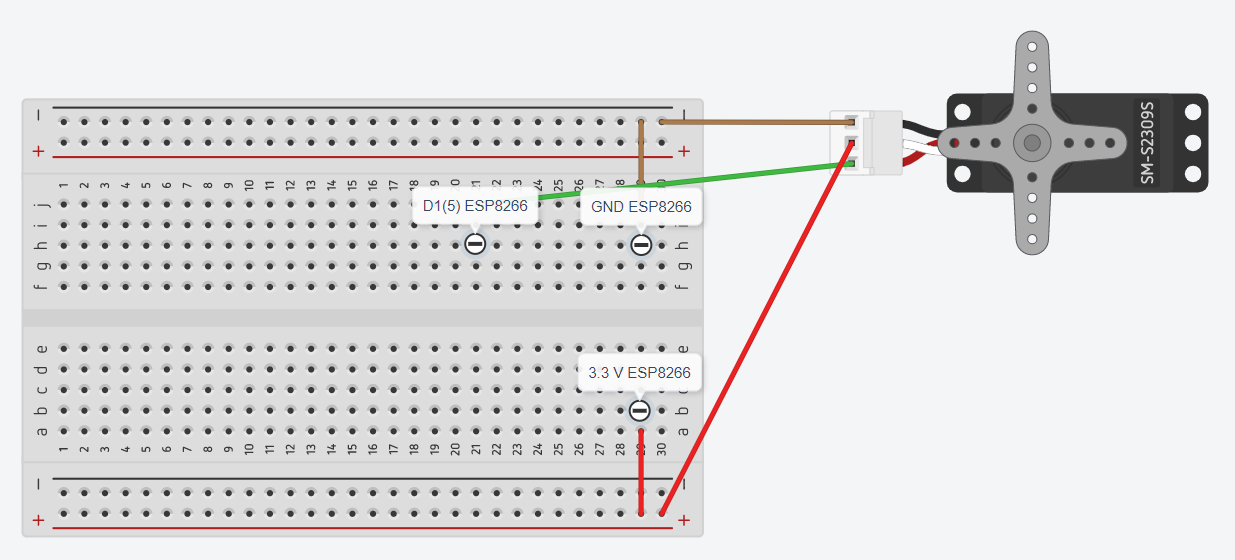 − −
+ +
1 2 3 4 5 6 7 8 9 10 11 12 13 14 15 16 17 18 19 20 21 22 23 24 25 26 27 28 29 30
j
D1(5) ESP8266
GND ESP8266
i i
h h
g g
f f
e e
d
3.3 V ESP8266
c c
b b
a a
1 2 3 4 5 6 7 8 9 10 11 12 13 14 15 16 17 18 19 20 21 22 23 24 25 26 27 28 29 30
− −
+ +
SM-S2309S